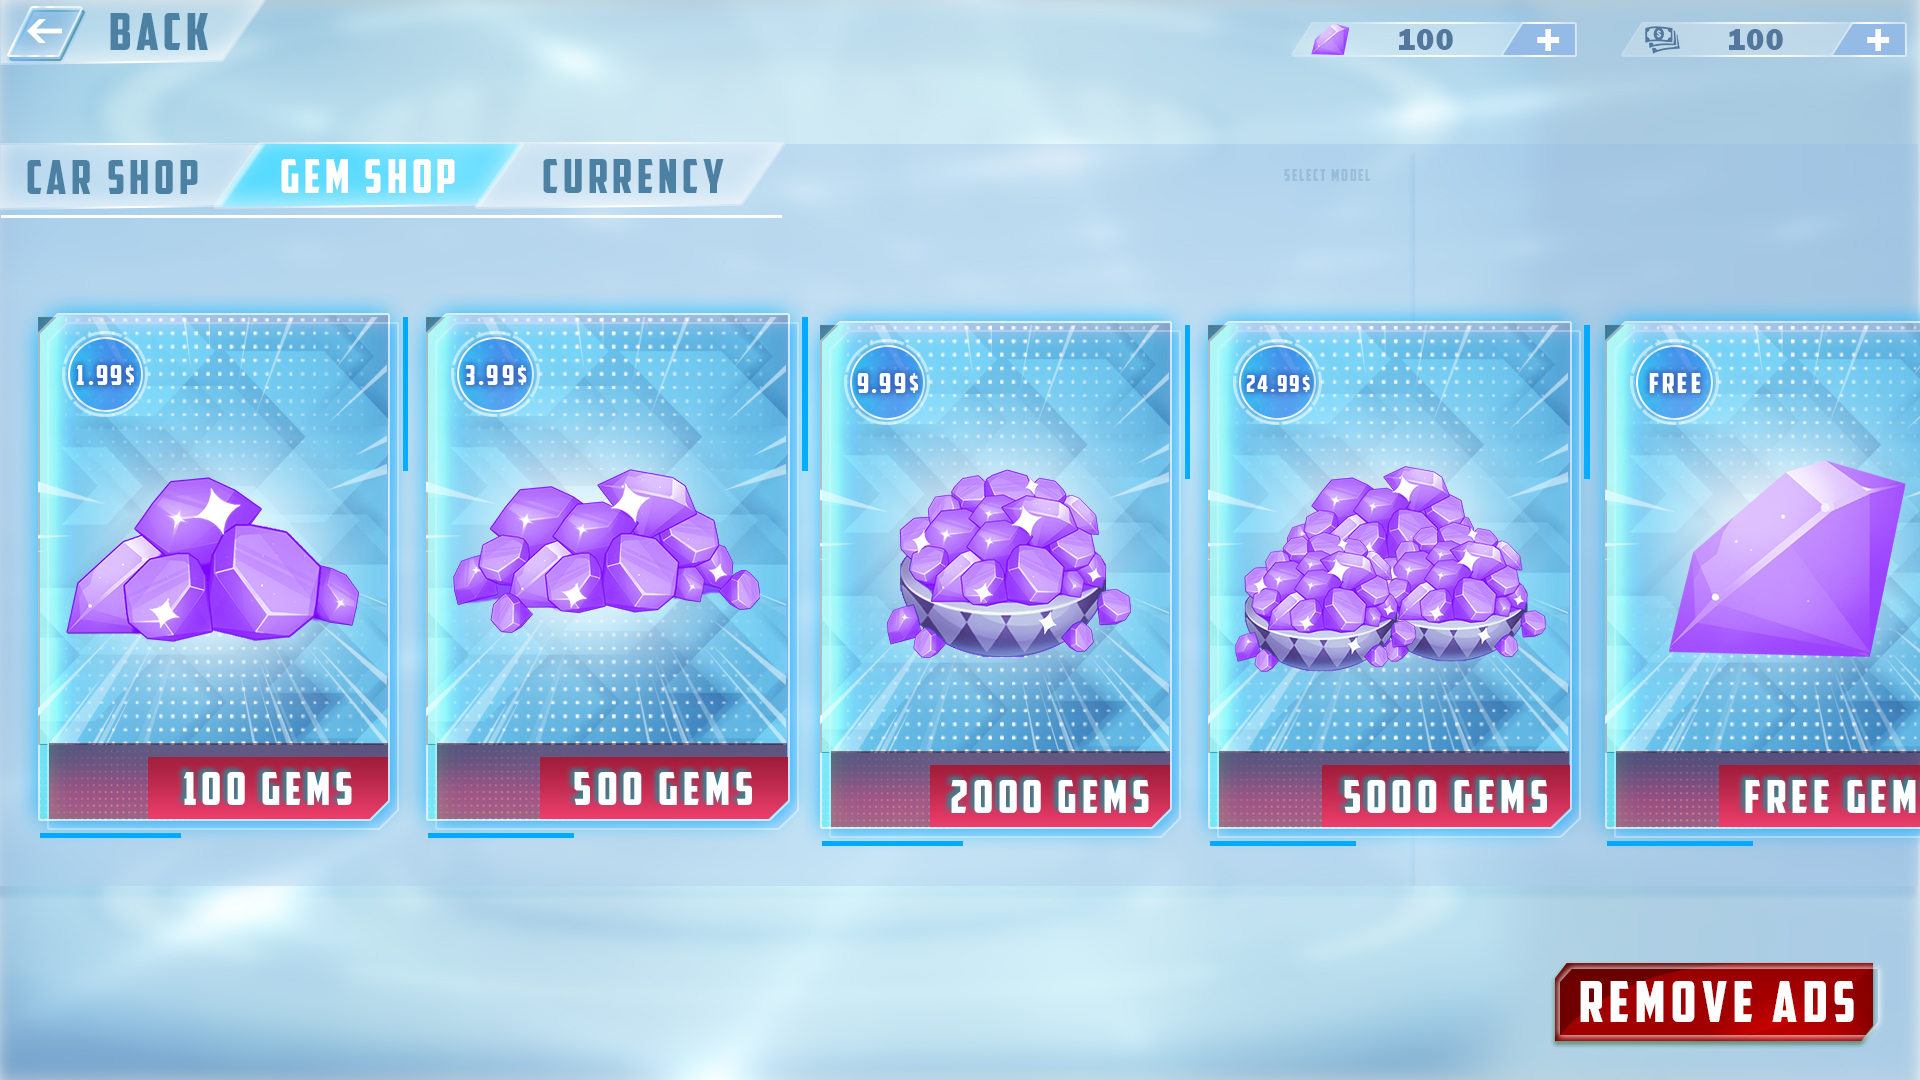 BACK
100
100
CAR SHOP
GEM SHOP
CURRENCY
SELECT MODEL
1.99$
3.99$
9.99$
24.99$
FREE
100 GEMS
500 GEMS
2000 GEMS
5000 GEMS
FREE GEM
REMOVE ADS